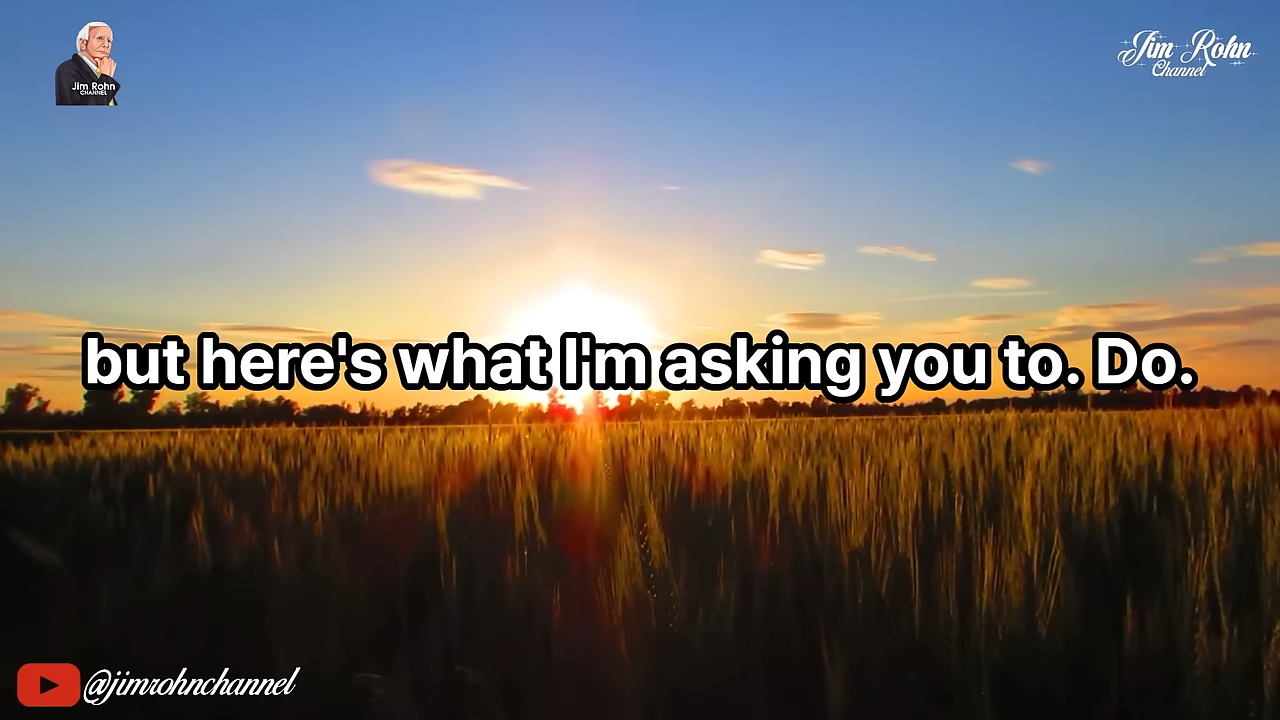 Jim Rohn
CHANNEL
Jim Rohn
Channel
but here's what I'm asking you to. Do.
@jimrohnchannel